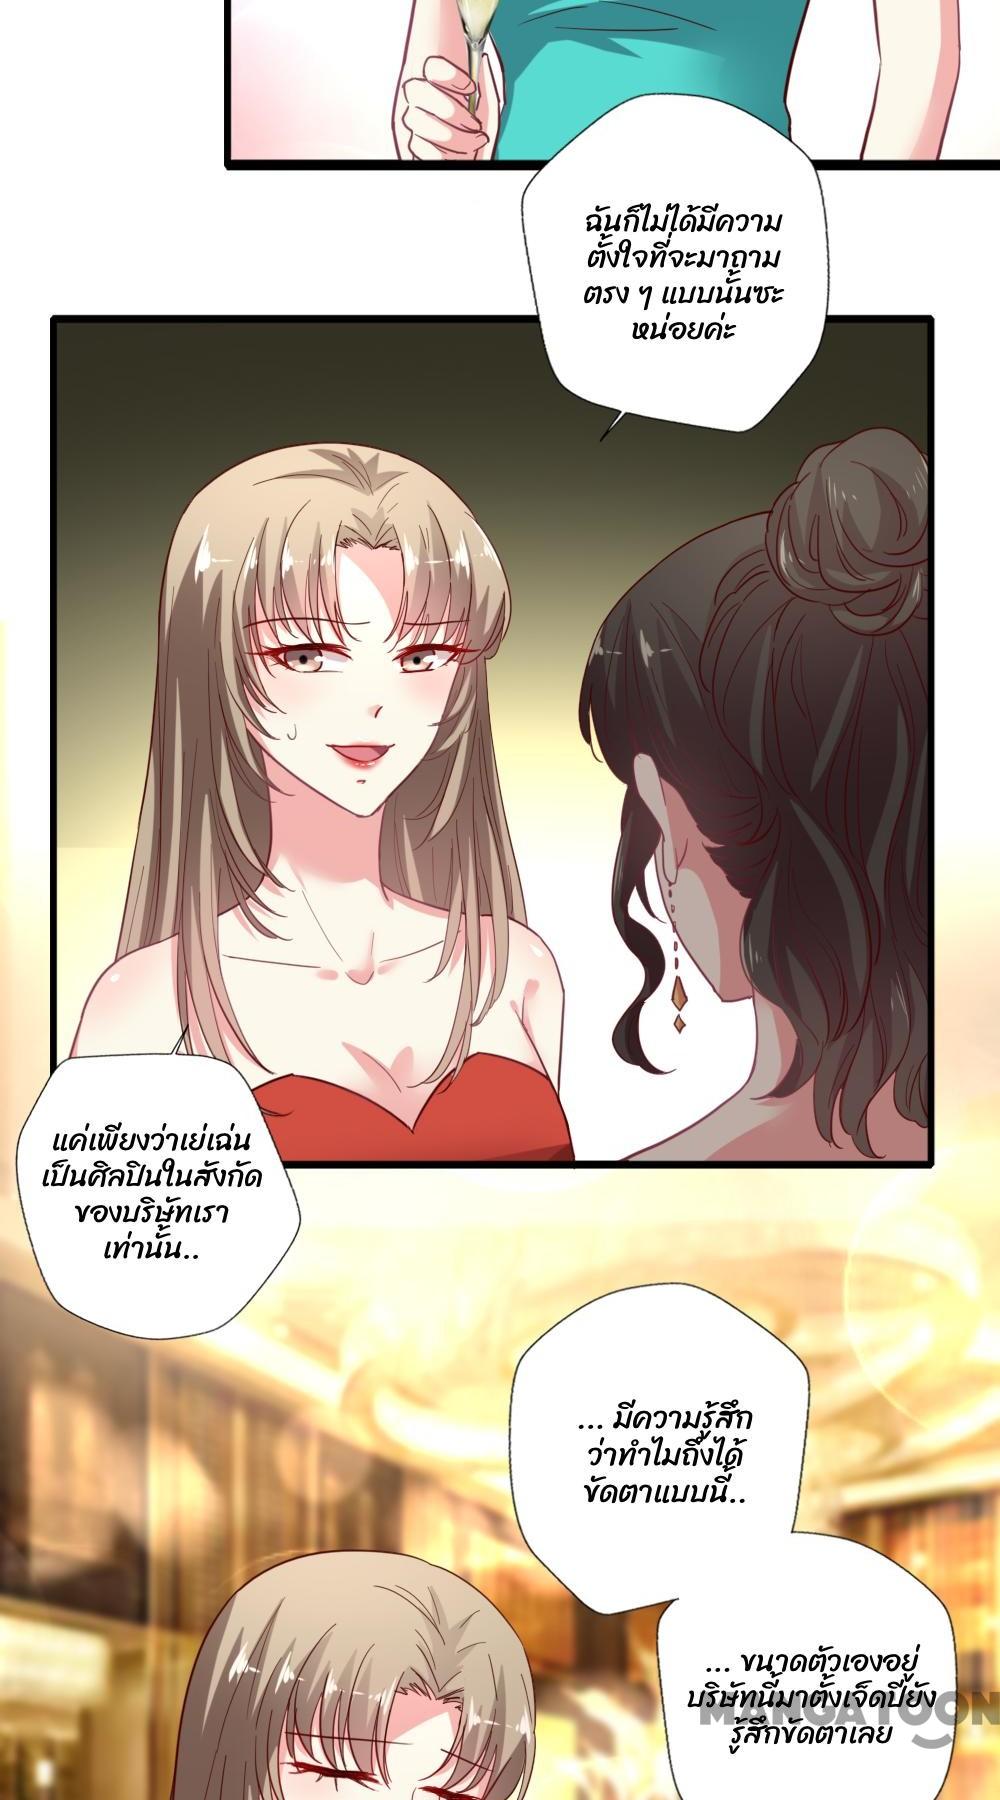 ฉันก็ไม่ได้มีความ
ตั้งใจที่จะมาถาม
ตรง ๆ แบบนั้นซะ
หน่อยค่ะ
แค่เพียงว่าเย่เฉ่น
เป็นศิลปินในสังกัด
ของบริษัทเรา
เท่านั้น..
... มีความรู้สึก
ว่าทำไมถึงได้
ขัดตาแบบนี้..
... ขนาดตัวเองอยู่
บริษัทนี้มาตั้งเจ็ดปียัง
รู้สึกขัดตาเลย
MANGATOON